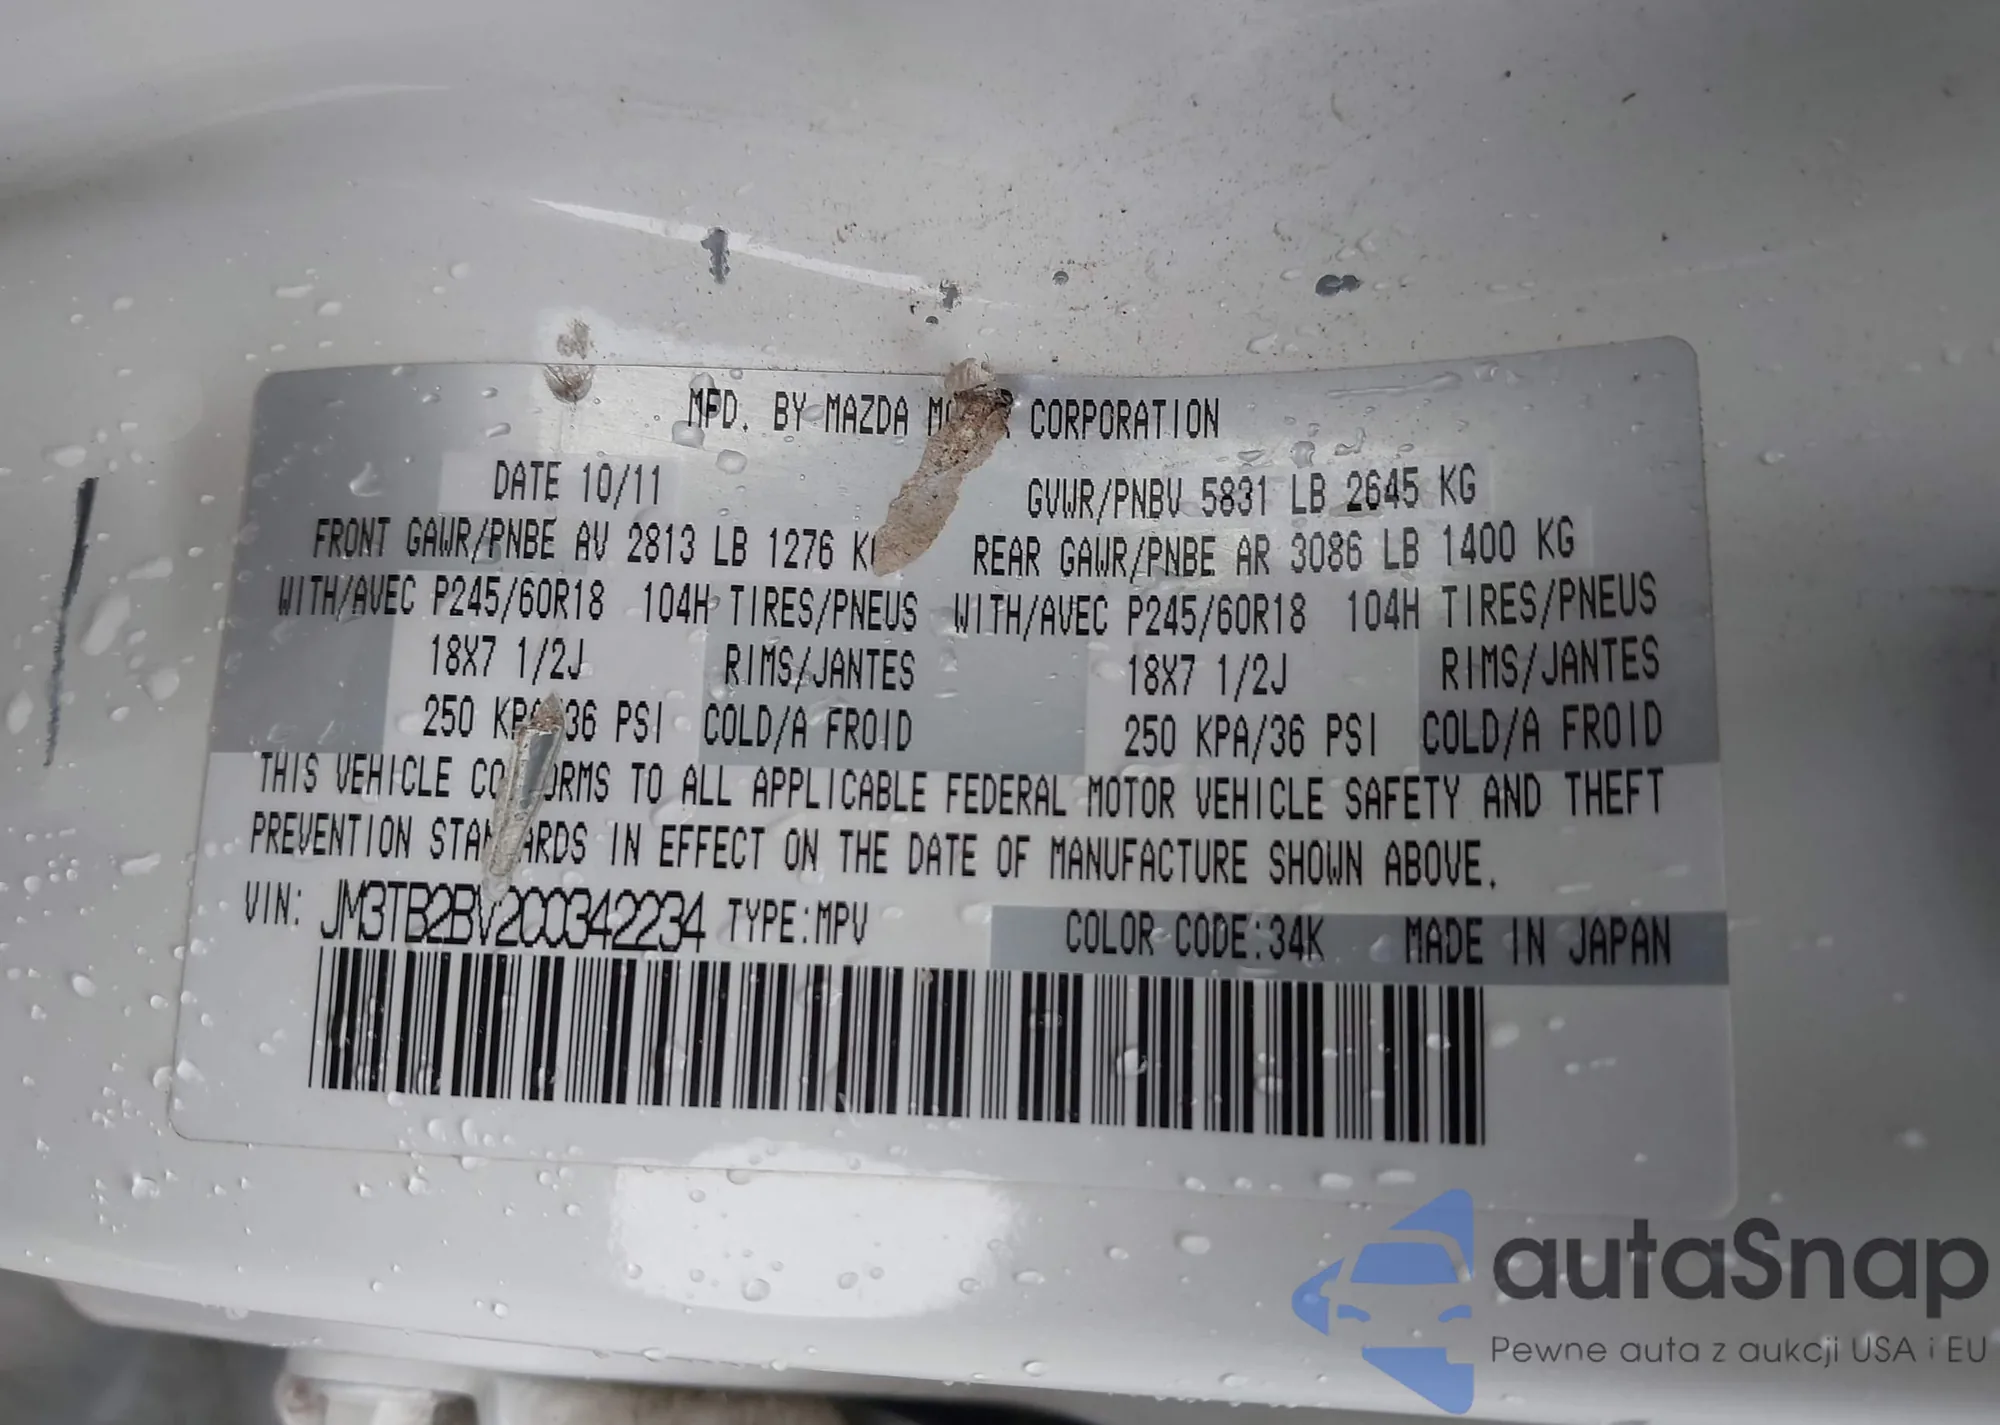 MFD. BY MAZDA CORPORATION
DATE 10/11 GVWR/PNBV 5831 LB 2645 KG
FRONT GAWR/PNBE AV 2813 LB 1276 REAR GAWR/PNBE AR 3086 LB 1400 KG
WITH/AVEC P245/60R18 104H TIRES/PNEUS WITH/AVEC P245/60R18 104H TIRES/PNEUS
18X7 1/2J RIMS/JANTES 18X7 1/2J RIMS/JANTES
250 KPA/36 PSI COLD/A FROID 250 KPA/36 PSI COLD/A FROID
THIS VEHICLE CONFORMS TO ALL APPLICABLE FEDERAL MOTOR VEHICLE SAFETY AND THEFT
PREVENTION STANDARDS IN EFFECT ON THE DATE OF MANUFACTURE SHOWN ABOVE.
VIN: JM3TB2BV2C0342234 TYPE:MPV COLOR CODE:34K MADE IN JAPAN
autaSnap
Pewne auta z aukcji USA i EU